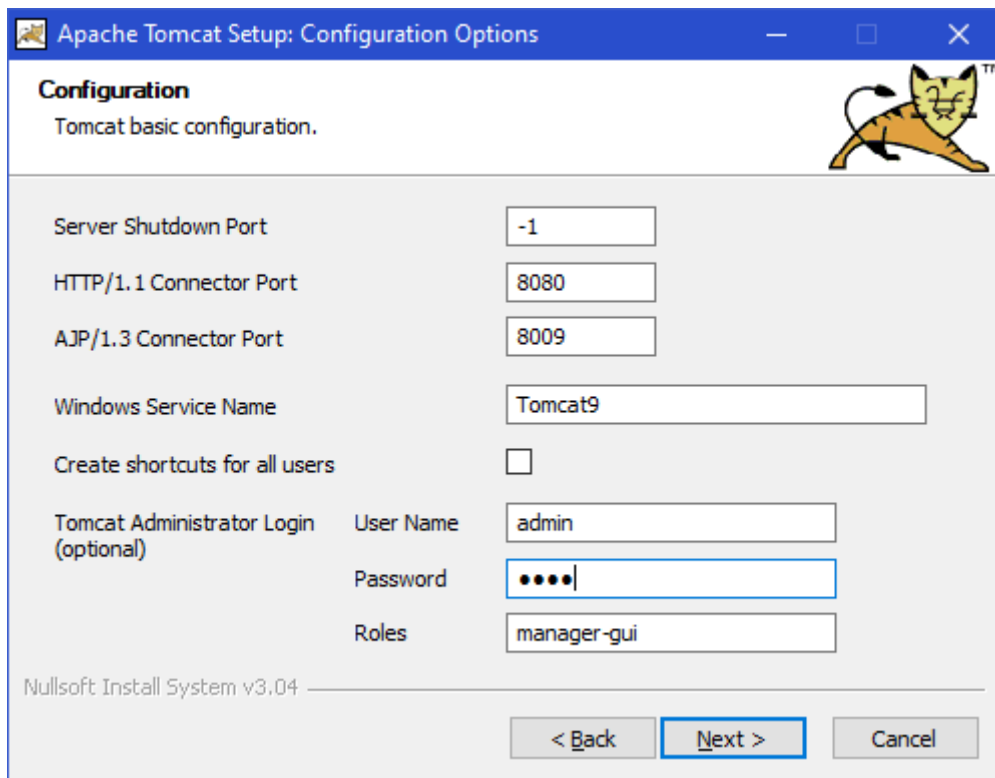 Apache Tomcat Setup: Configuration Options
Configuration
Tomcat basic configuration.
TM
Server Shutdown Port
-1
HTTP/1.1 Connector Port
8080
AJP/1.3 Connector Port
8009
Windows Service Name
Tomcat9
Create shortcuts for all users
Tomcat Administrator Login
(optional)
User Name
admin
Password
●●●●
Roles
manager-gui
Nullsoft Install System v3.04
< Back
Next >
Cancel